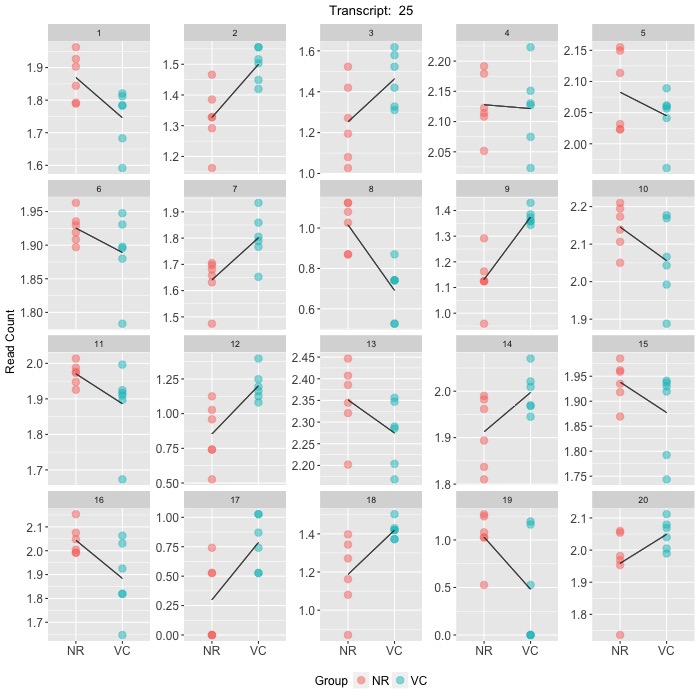 Transcript: 25
1 2 3 4 5
1.9 1.8 1.7 1.6
1.5 1.4 1.3 1.2
1.6 1.4 1.2 1.0
2.20 2.15 2.10 2.05
2.15 2.10 2.05 2.00
6 7 8 9 10
1.95 1.90 1.85 1.80
1.9 1.8 1.7 1.6 1.5
1.0 0.8 0.6
1.4 1.3 1.2 1.1 1.0
2.2 2.1 2.0 1.9
Read Count
11 12 13 14 15
2.0 1.9 1.8 1.7
1.25 1.00 0.75 0.50
2.45 2.40 2.35 2.30 2.25 2.20
2.0 1.9 1.8
1.95 1.90 1.85 1.80 1.75
16 17 18 19 20
2.1 2.0 1.9 1.8 1.7
1.00 0.75 0.50 0.25 0.00
1.4 1.2 1.0
1.0 0.5 0.0
2.1 2.0 1.9 1.8
NR VC NR VC NR VC NR VC NR VC
Group NR VC